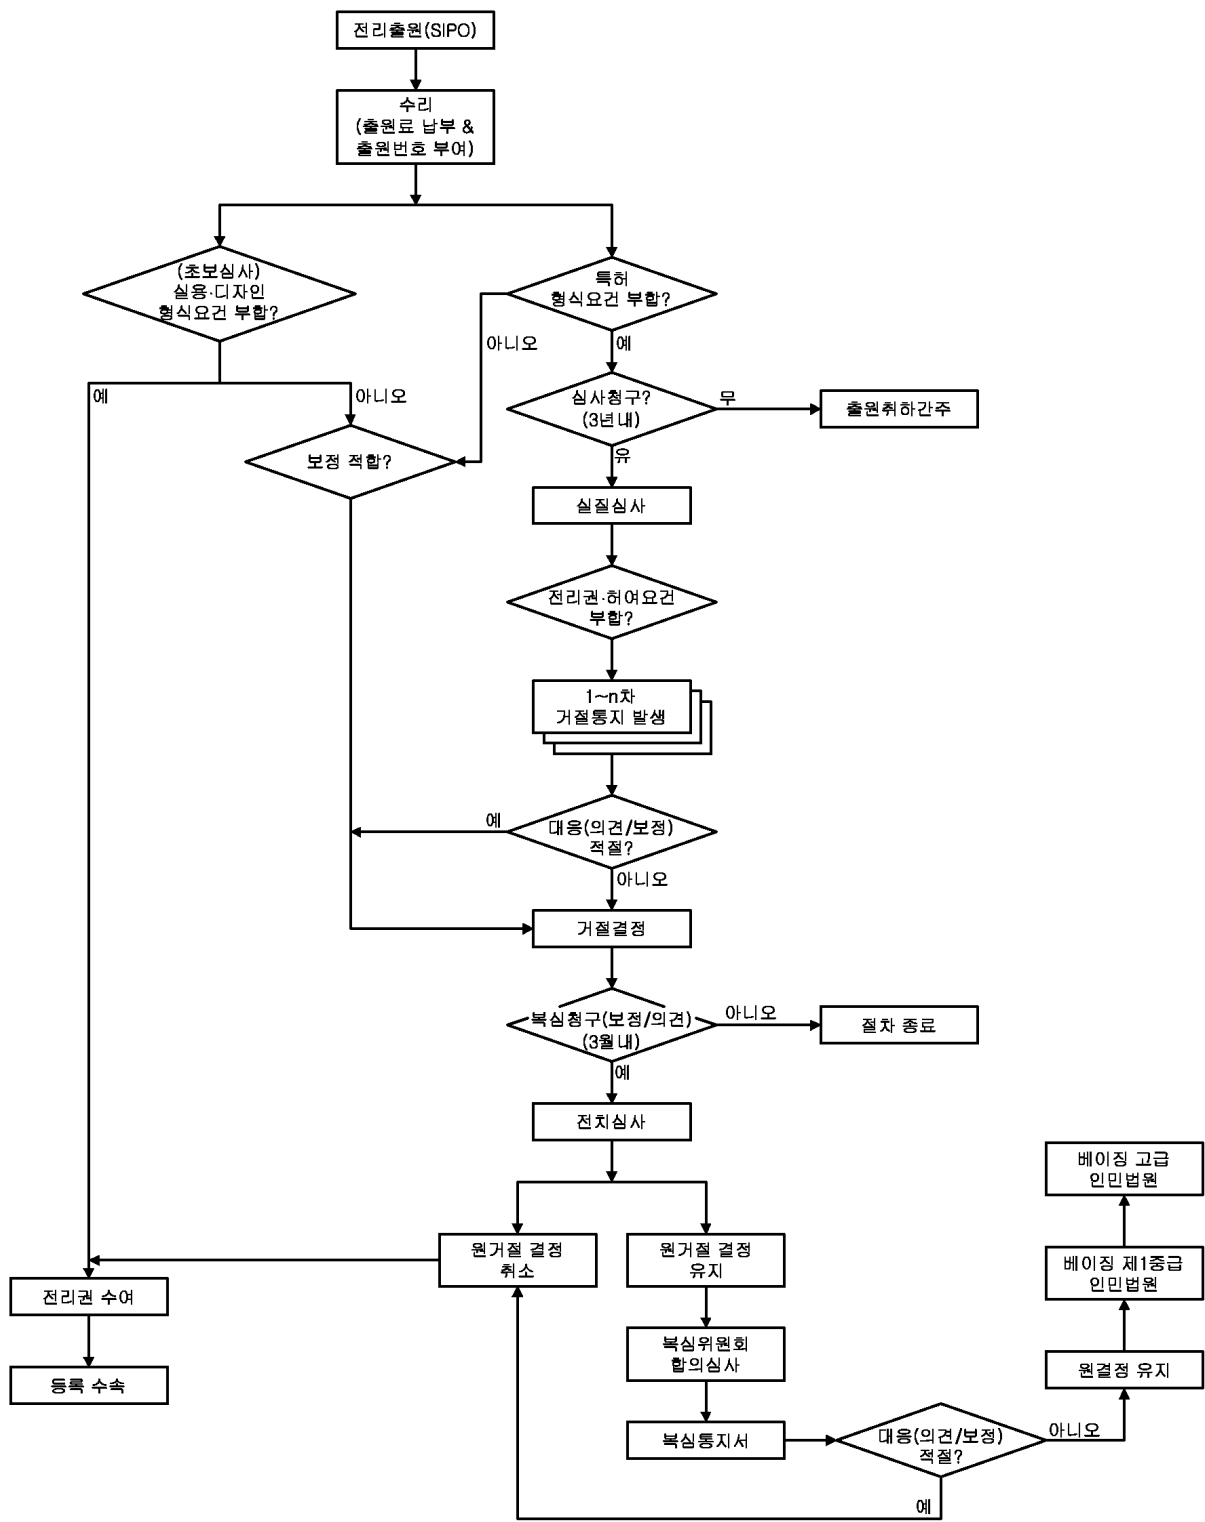 전리출원(SIPO)
수리
(출원료 납부 &
출원번호 부여)
(초보심사)
실용·디자인
형식요건 부합?
특허
형식요건 부합?
아니오
예
예
아니오
심사청구?
(3년내)
무
출원취하간주
보정 적합?
유
실질심사
전리권·허여요건
부합?
1~n차
거절통지 발생
예
대응(의견/보정)
적절?
아니오
거절결정
복심청구(보정/의견)
(3월내)
아니오
절차 종료
예
전치심사
베이징 고급
인민법원
원거절 결정
취소
원거절 결정
유지
베이징 제1중급
인민법원
전리권 수여
복심위원회
합의심사
원결정 유지
등록 수속
복심통지서
대응(의견/보정)
적절?
아니오
예